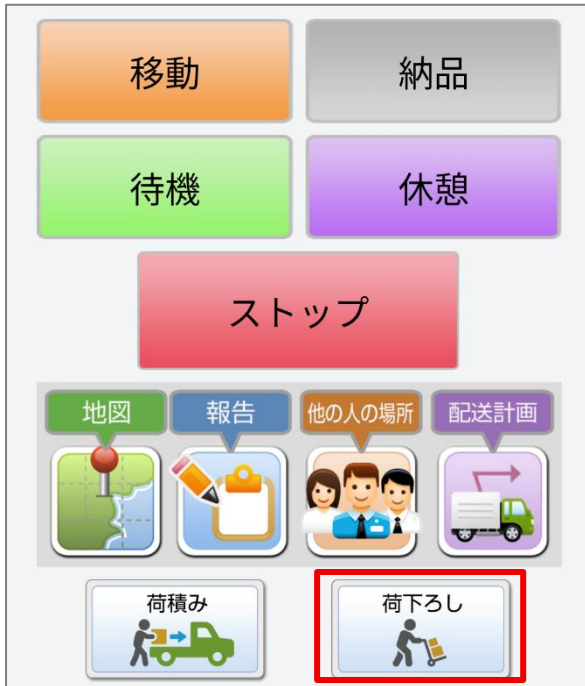 移動
納品
待機
休憩
ストップ
地図
報告
他の人の場所
配送計画
荷積み
荷下ろし